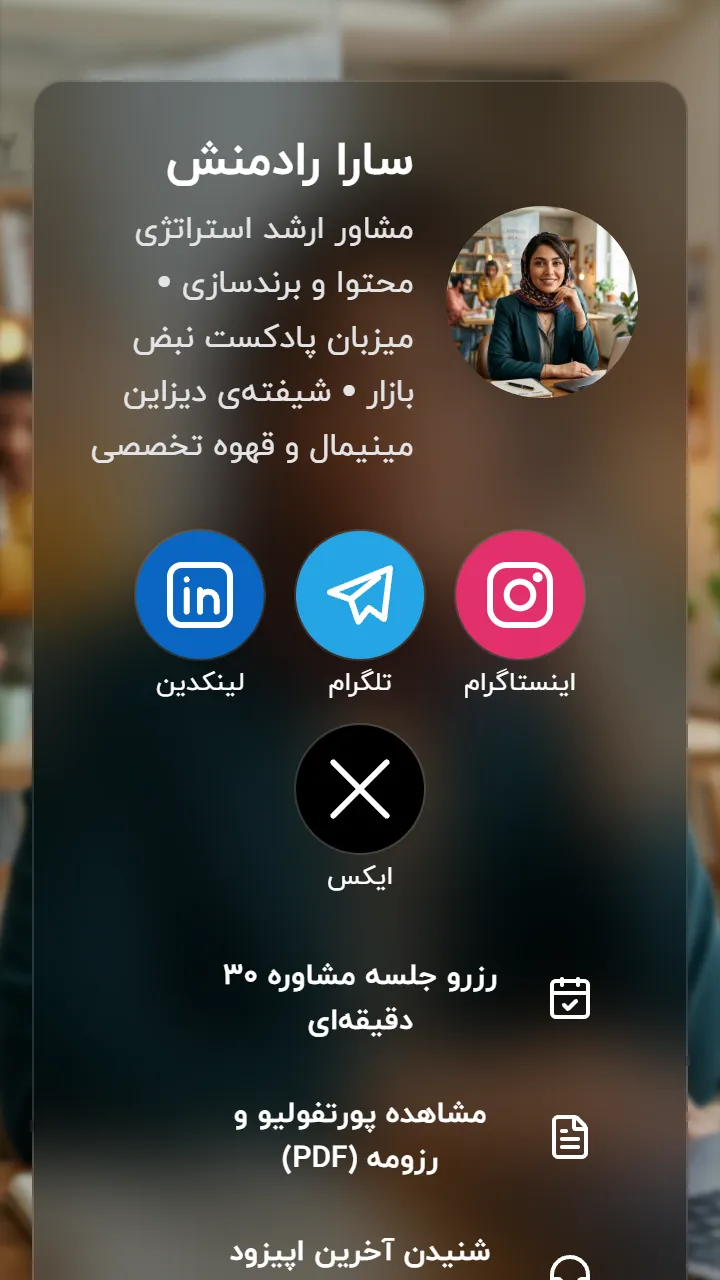 سارا رادمنش
مشاور ارشد استراتژی
محتوا و برندسازی •
میزبان پادکست نبض
بازار • شیفته‌ی دیزاین
مینیمال و قهوه تخصصی
اینستاگرام
تلگرام
لینکدین
ایکس
رزرو جلسه مشاوره ۳۰
دقیقه‌ای
مشاهده پورتفولیو و
رزومه (PDF)
شنیدن آخرین اپیزود